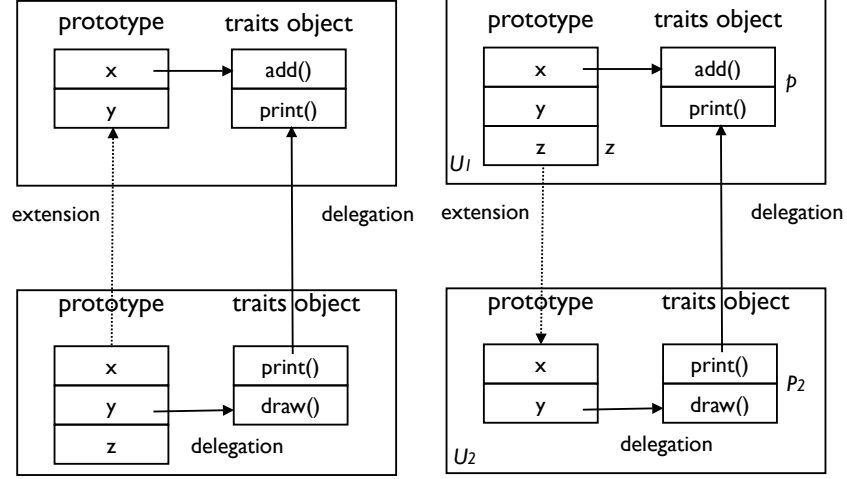 prototype
traits object
x
add()
y
print()
extension
delegation
prototype
traits object
x
print()
y
draw()
z
delegation
prototype
traits object
x
add()
p
y
print()
z
z
U1
extension
delegation
prototype
traits object
x
print()
P2
y
draw()
delegation
U2